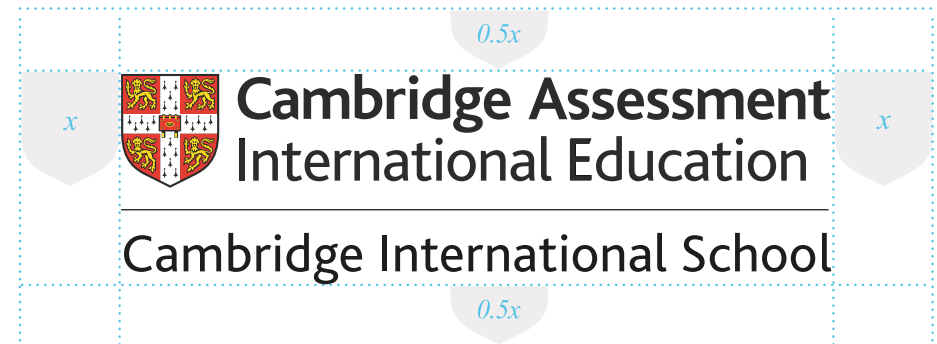 0.5x
Cambridge Assessment
x
x
International Education
Cambridge International School
0.5x